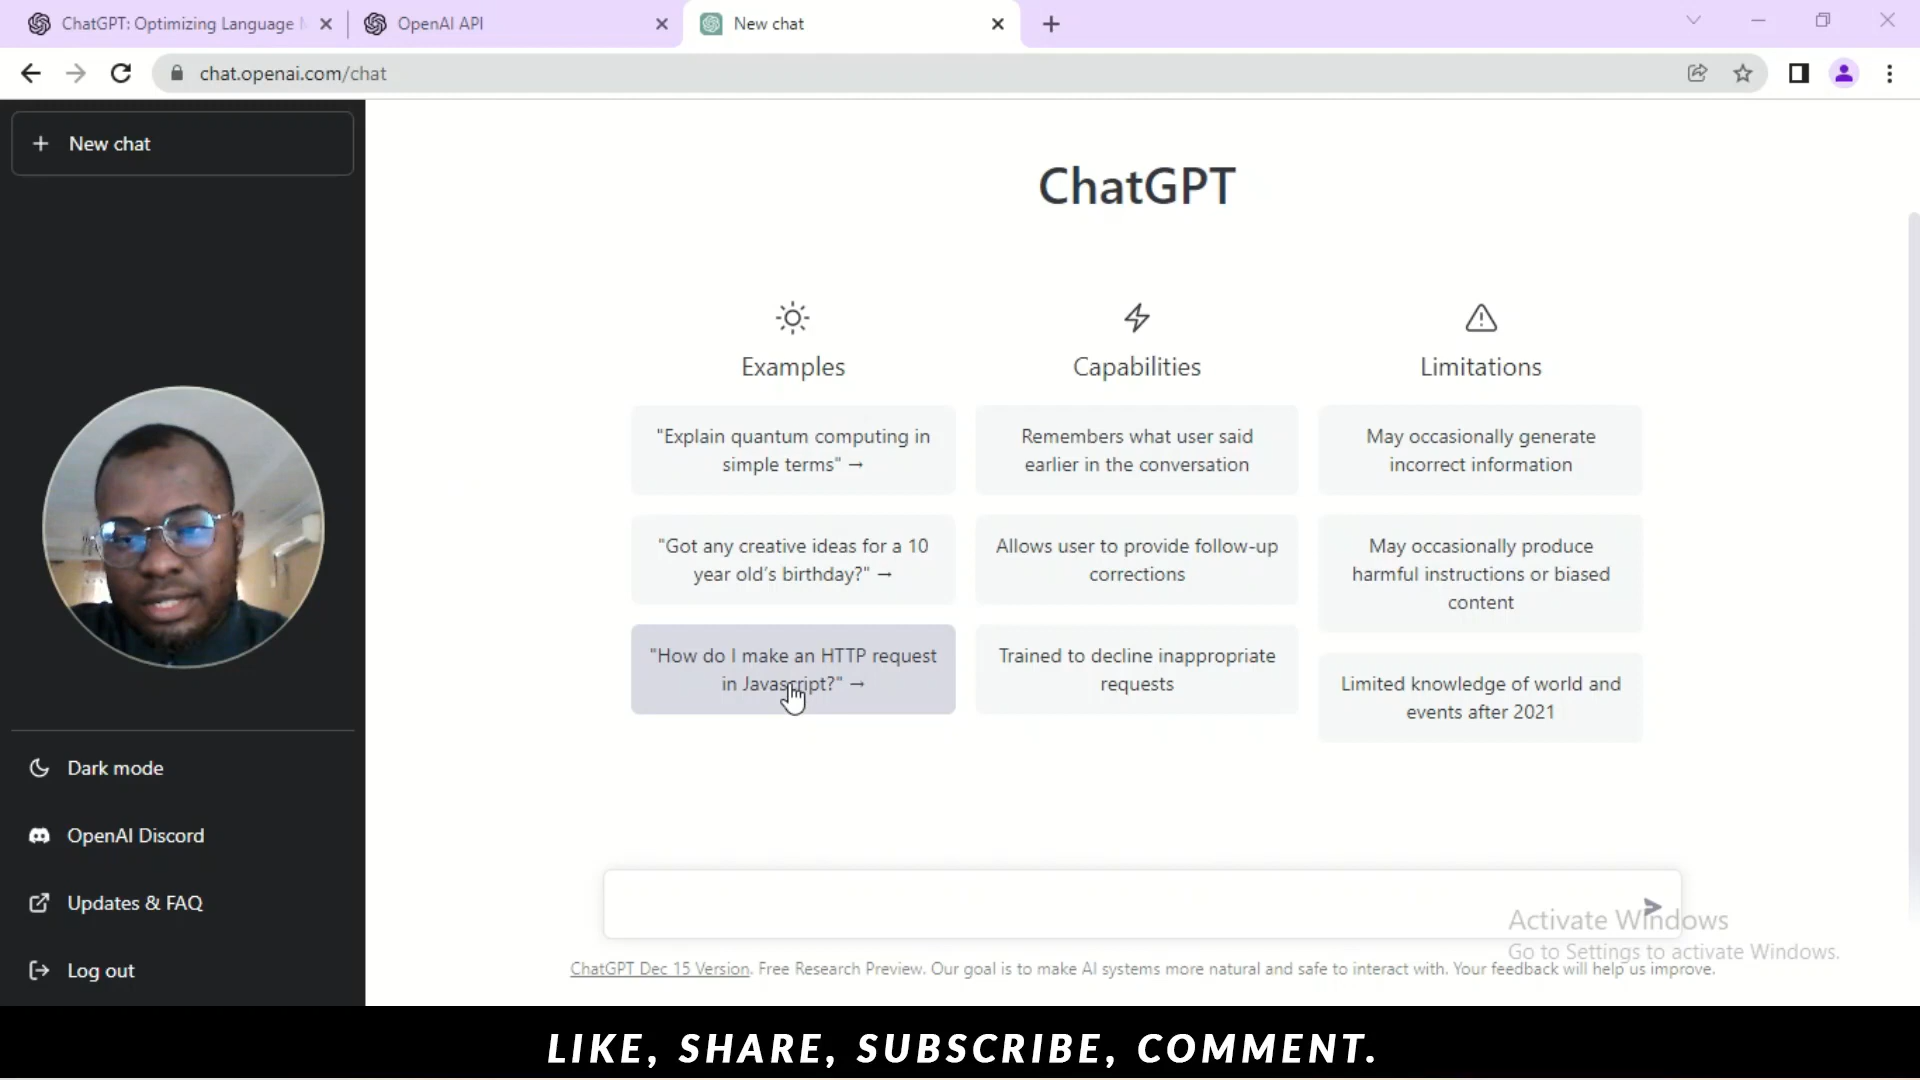 ChatGPT: Optimizing Language
OpenAI API
New chat
chat.openai.com/chat
New chat
ChatGPT
Examples
Capabilities
Limitations
"Explain quantum computing in
simple terms" →
Remembers what user said
earlier in the conversation
May occasionally generate
incorrect information
"Got any creative ideas for a 10
year old's birthday?" →
Allows user to provide follow-up
corrections
May occasionally produce
harmful instructions or biased
content
"How do I make an HTTP request
in Javascript?" →
Trained to decline inappropriate
requests
Limited knowledge of world and
events after 2021
Dark mode
OpenAI Discord
Updates & FAQ
Log out
Activate Windows
Go to Settings to activate Windows.
ChatGPT Dec 15 Version. Free Research Preview. Our goal is to make AI systems more natural and safe to interact with. Your feedback will help us improve.
LIKE, SHARE, SUBSCRIBE, COMMENT.